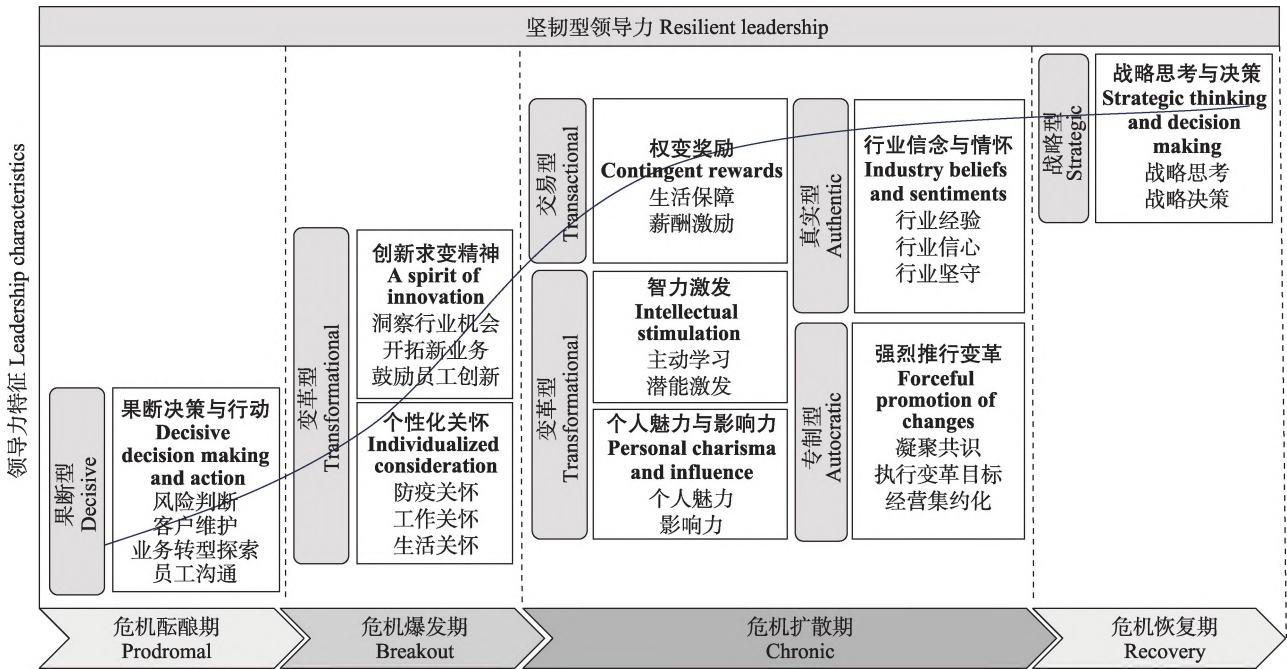 坚韧型领导力 Resilient leadership
领导力特征 Leadership characteristics
果断型
Decisive
果断决策与行动
Decisive
decision making
and action
风险判断
客户维护
业务转型探索
员工沟通
变革型
Transformational
创新求变精神
A spirit of
innovation
洞察行业机会
开拓新业务
鼓励员工创新
个性化关怀
Individualized
consideration
防疫关怀
工作关怀
生活关怀
交易型
Transactional
权变奖励
Contingent rewards
生活保障
薪酬激励
变革型
Transformational
智力激发
Intellectual
stimulation
主动学习
潜能激发
个人魅力与影响力
Personal charisma
and influence
个人魅力
影响力
真实型
Authentic
行业信念与情怀
Industry beliefs
and sentiments
行业经验
行业信心
行业坚守
专制型
Autocratic
强烈推行变革
Forceful
promotion of
changes
凝聚共识
执行变革目标
经营集约化
战略型
Strategic
战略思考与决策
Strategic thinking
and decision
making
战略思考
战略决策
危机酝酿期
Prodromal
危机爆发期
Breakout
危机扩散期
Chronic
危机恢复期
Recovery